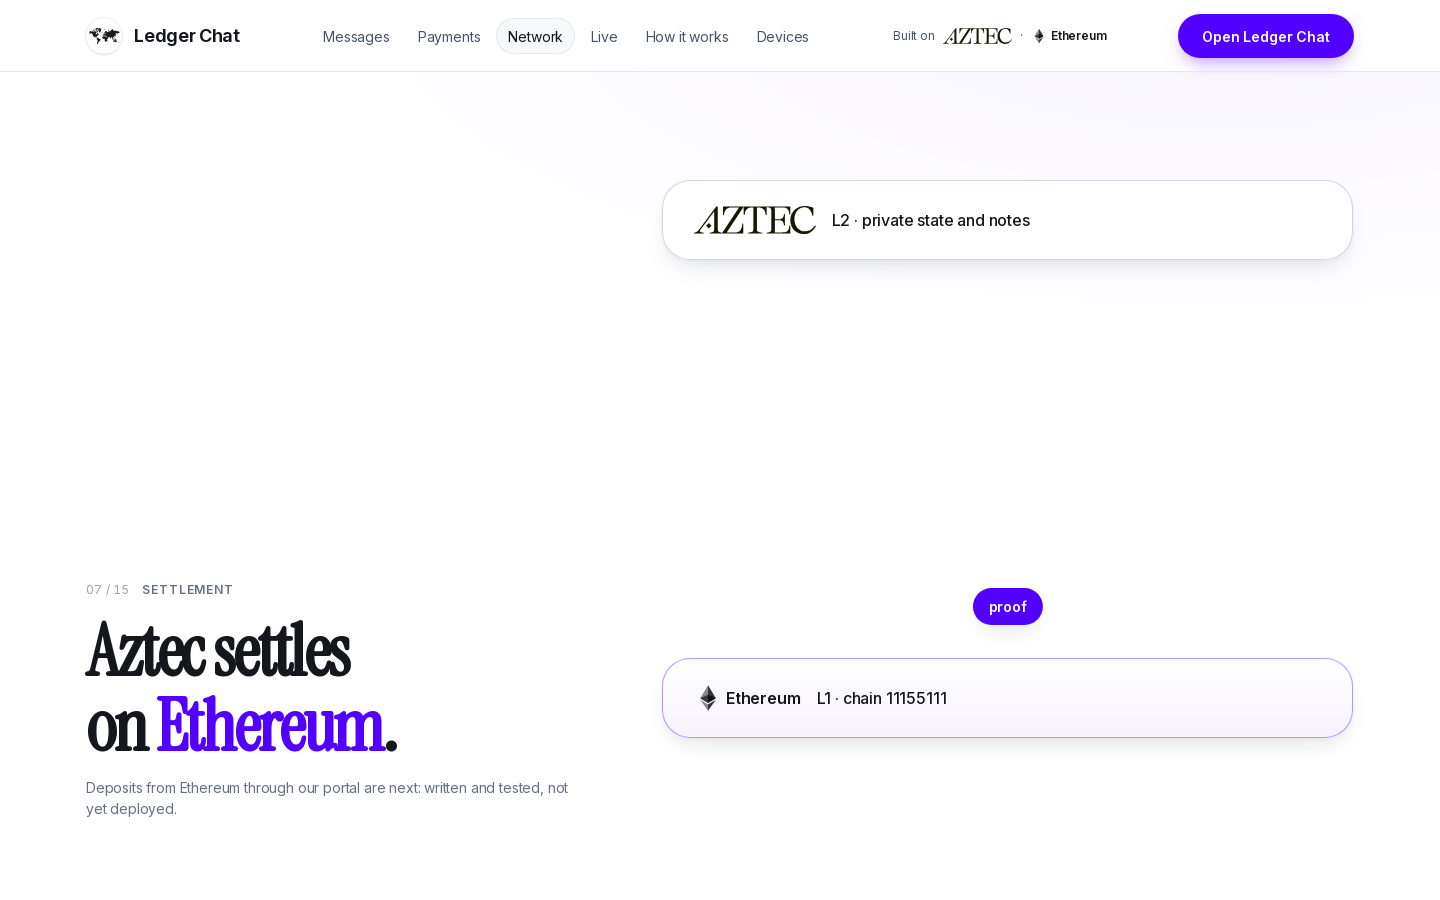 Ledger Chat
Messages
Payments
Network
Live
How it works
Devices
Built on AZTEC · Ethereum
Open Ledger Chat
AZTEC L2 · private state and notes
07 / 15 SETTLEMENT
Aztec settles
on Ethereum.
Deposits from Ethereum through our portal are next: written and tested, not
yet deployed.
proof
Ethereum L1 · chain 11155111